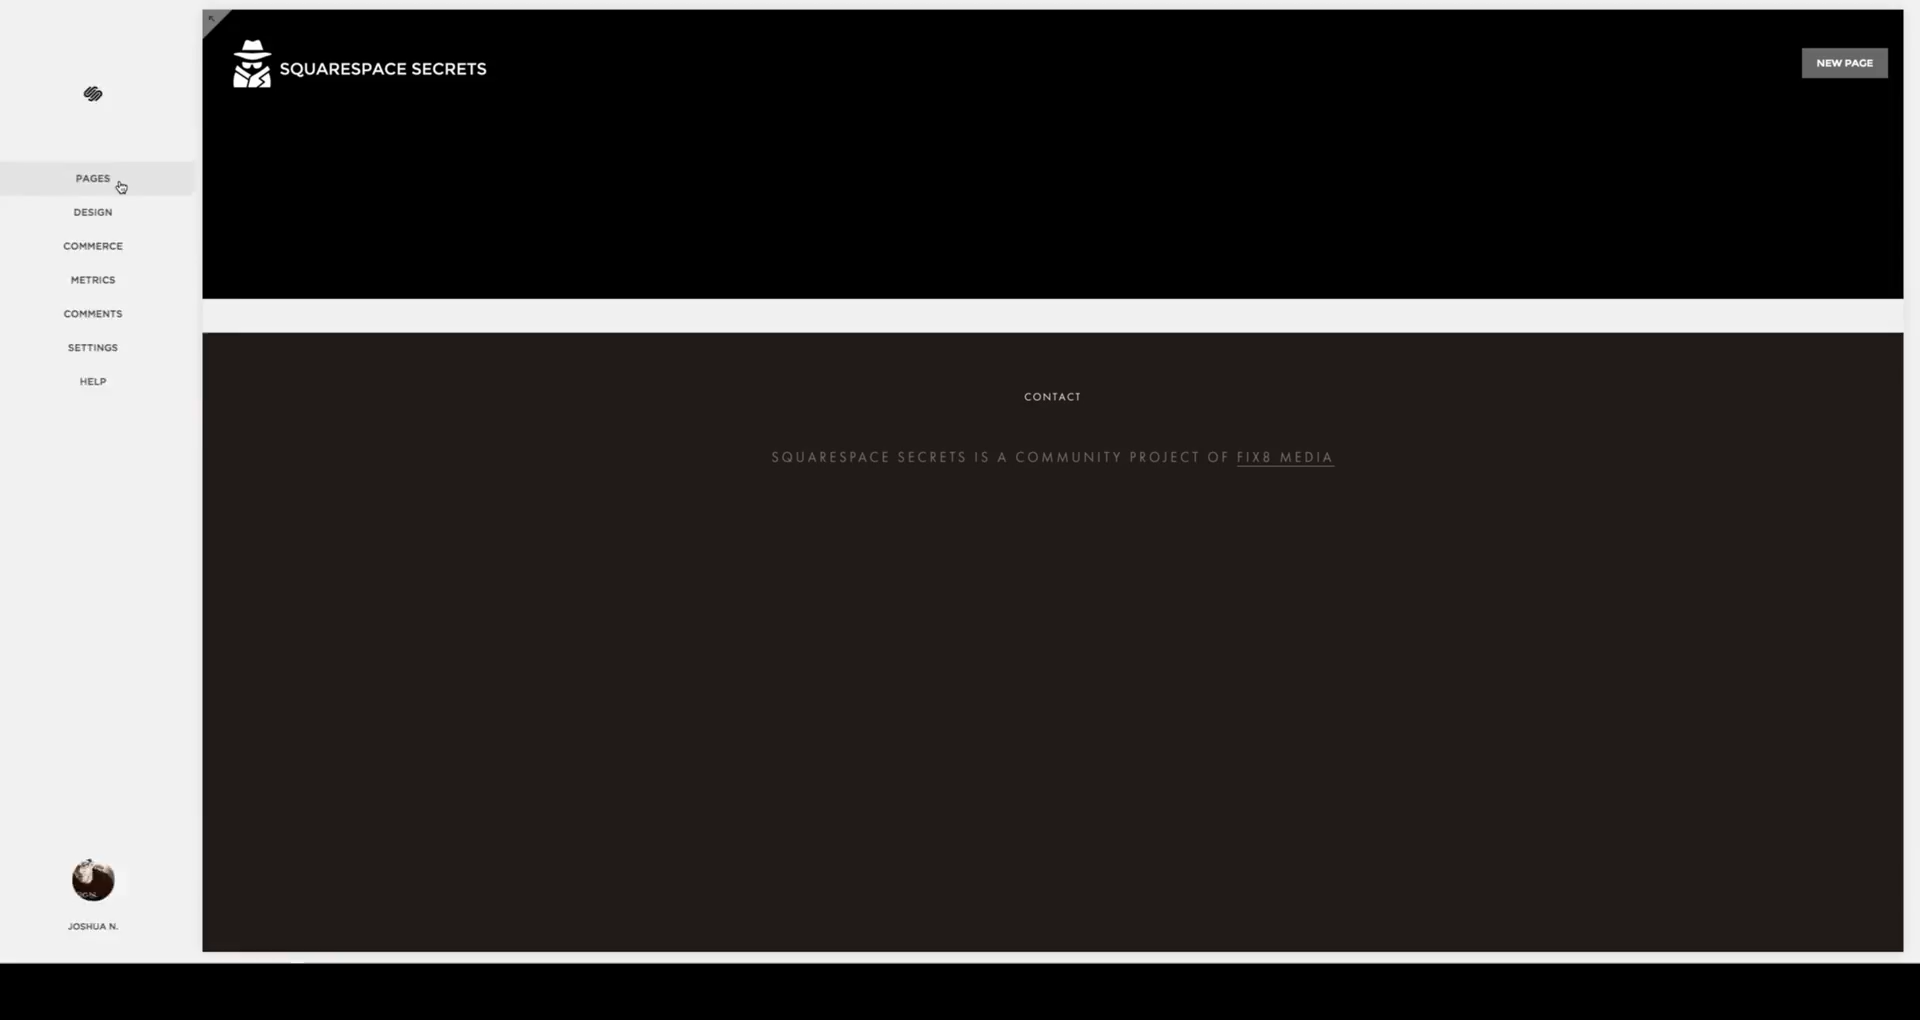 SQUARESPACE SECRETS
NEW PAGE
PAGES
DESIGN
COMMERCE
METRICS
COMMENTS
SETTINGS
HELP
CONTACT
SQUARESPACE SECRETS IS A COMMUNITY PROJECT OF FIX8 MEDIA
JOSHUA N.